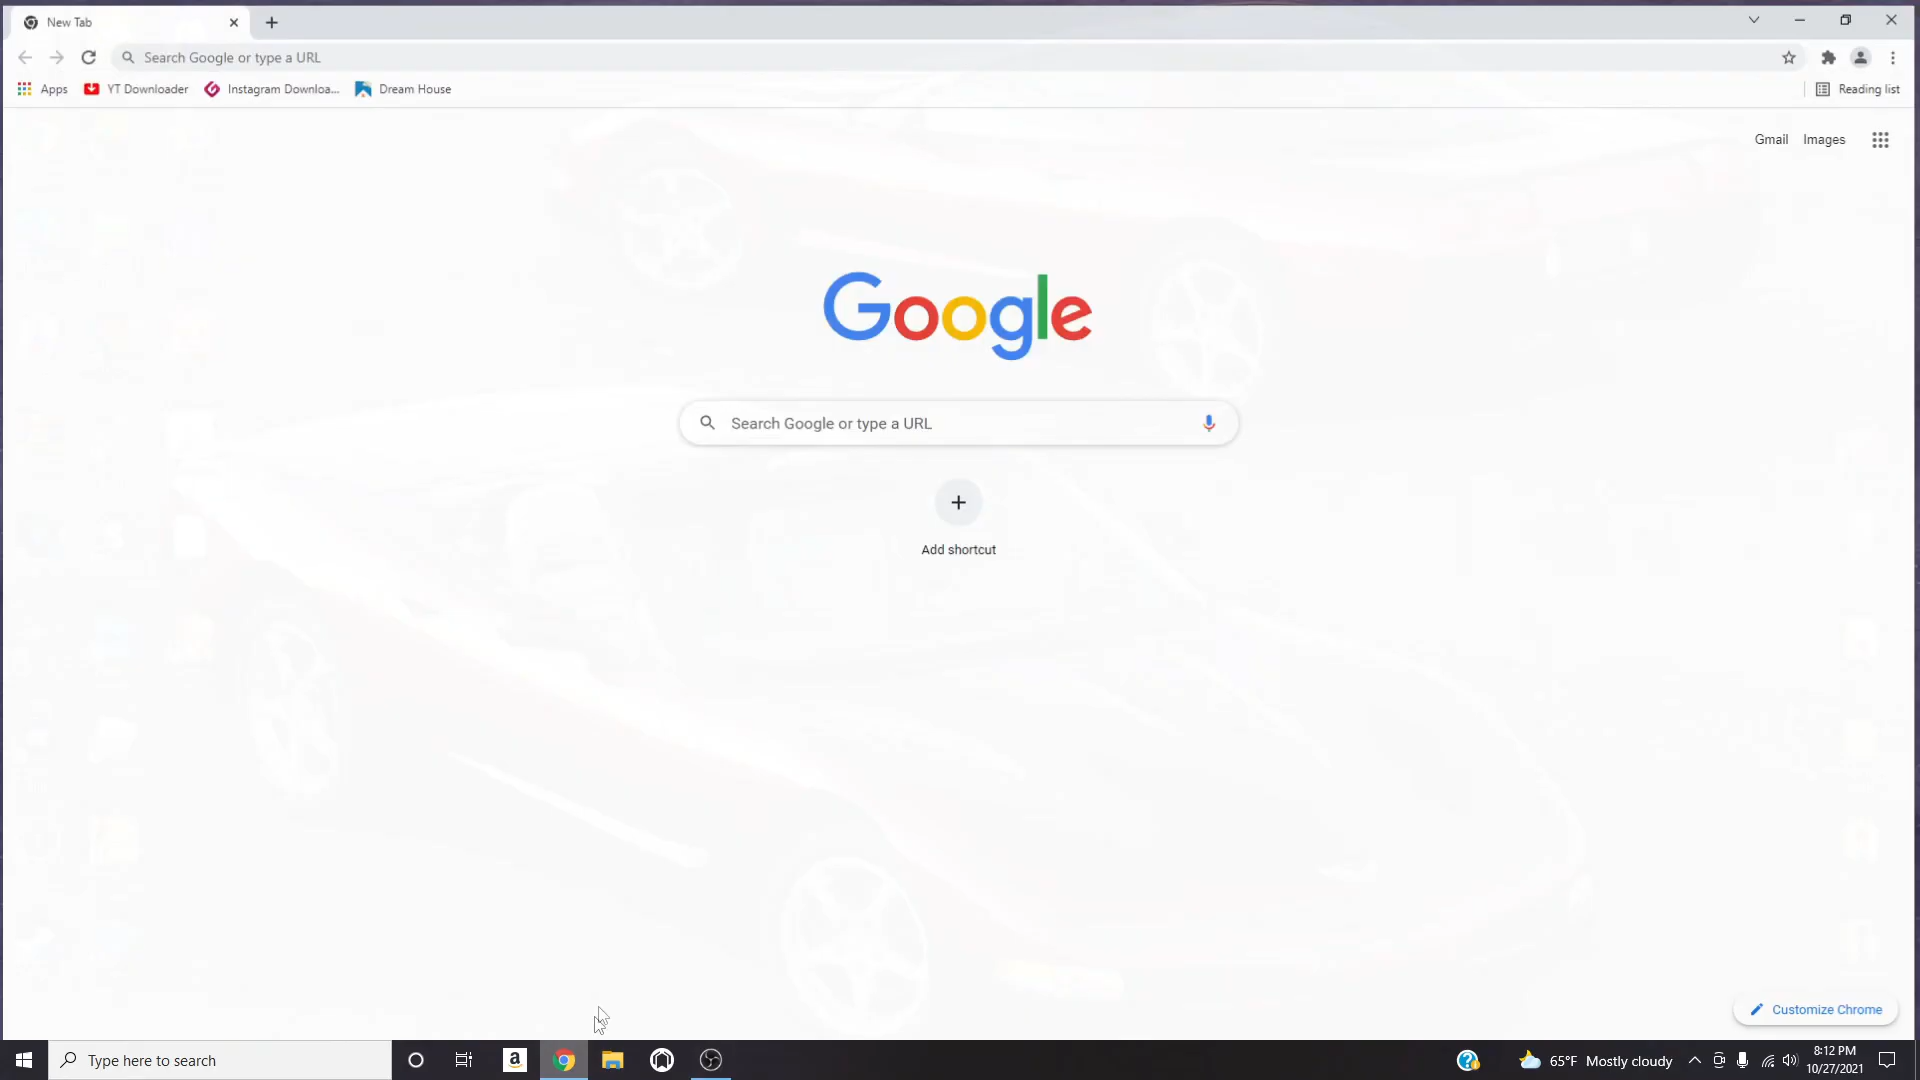 New Tab
Search Google or type a URL
Apps
YT Downloader
Instagram Downloa...
Dream House
Reading list
Gmail
Images
Google
Search Google or type a URL
Add shortcut
Customize Chrome
Type here to search
a
65°F Mostly cloudy
8:12 PM
10/27/2021